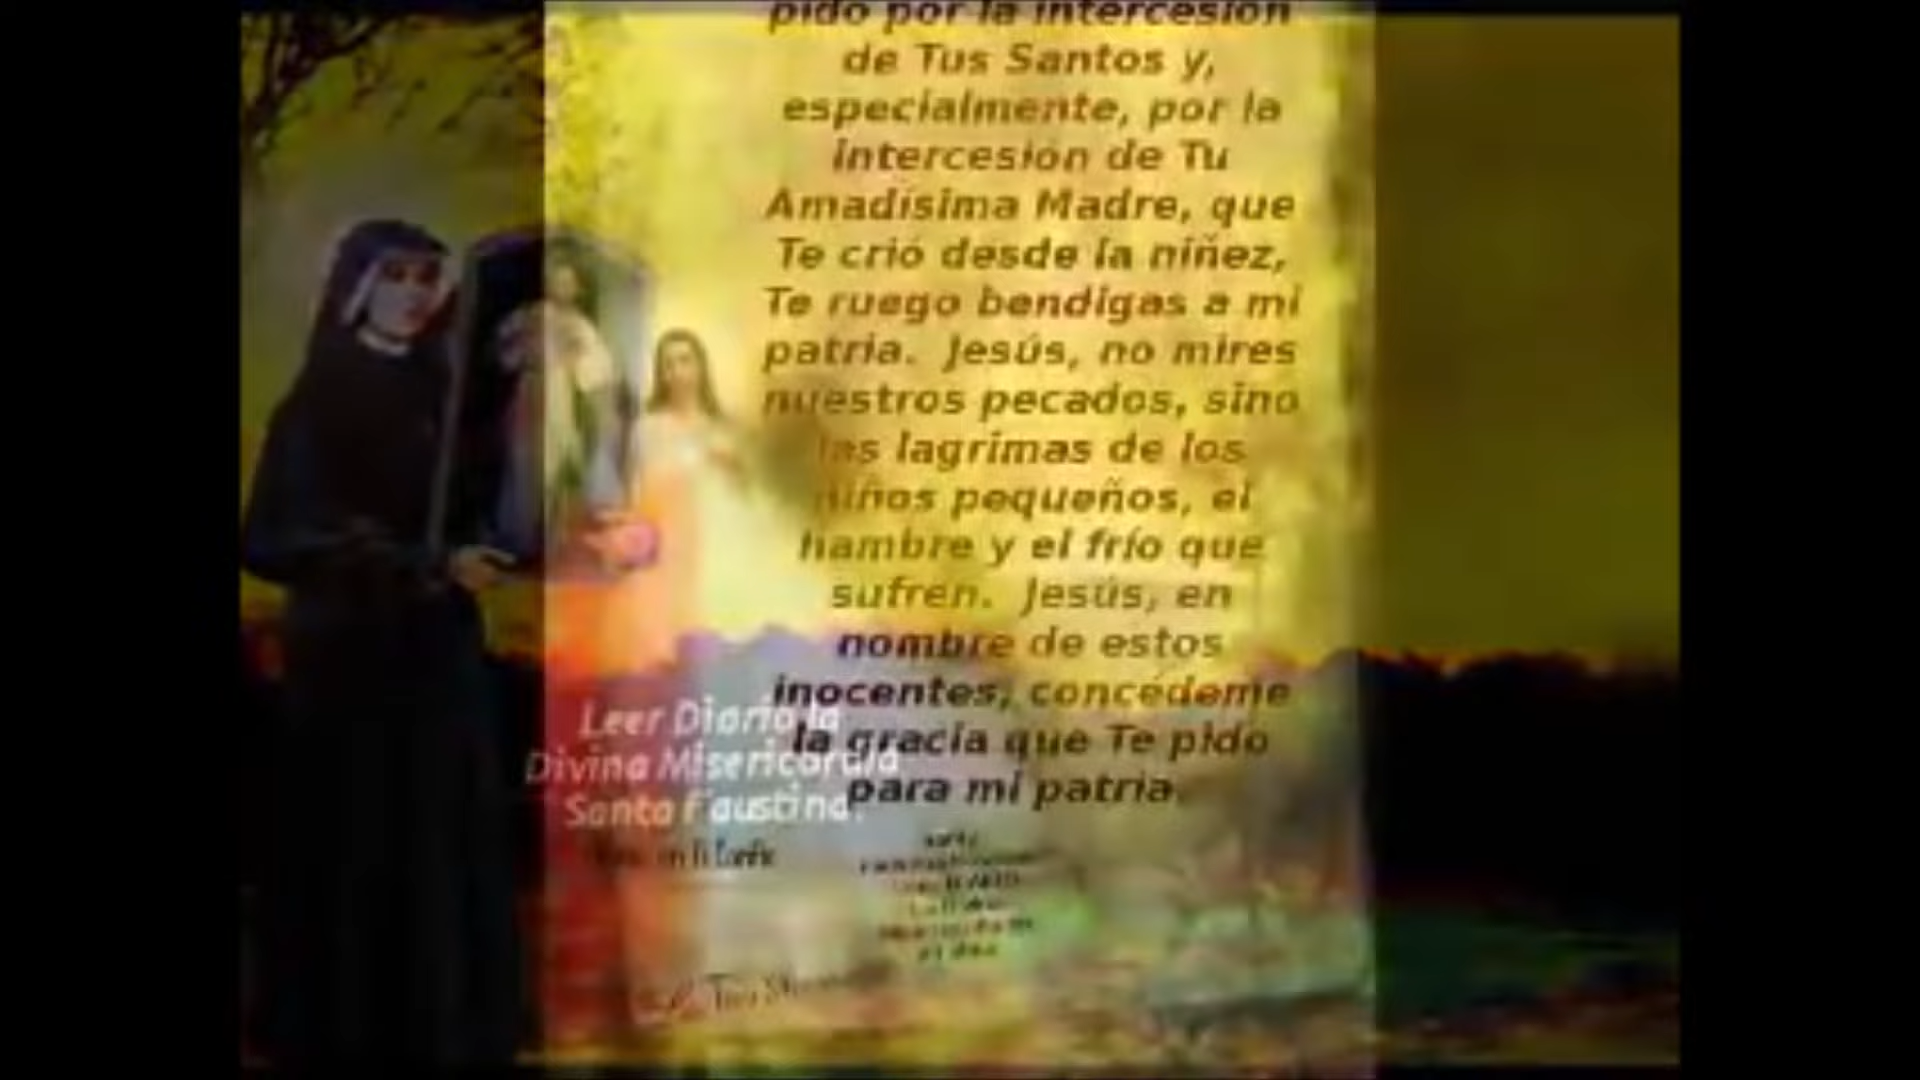 pido por la intercesión
de Tus Santos y,
especialmente, por la
intercesión de Tu
Amadísima Madre, que
Te crió desde la niñez,
Te ruego bendigas a mi
patria. Jesús, no mires
nuestros pecados, sino
las lagrimas de los
niños pequeños, el
hambre y el frío que
sufren. Jesús, en
nombre de estos
inocentes, concédeme
la gracia que Te pido
para mi patria.
Leer Diario la
Divina Misericordia
Santa Faustina.
en Ti Confío